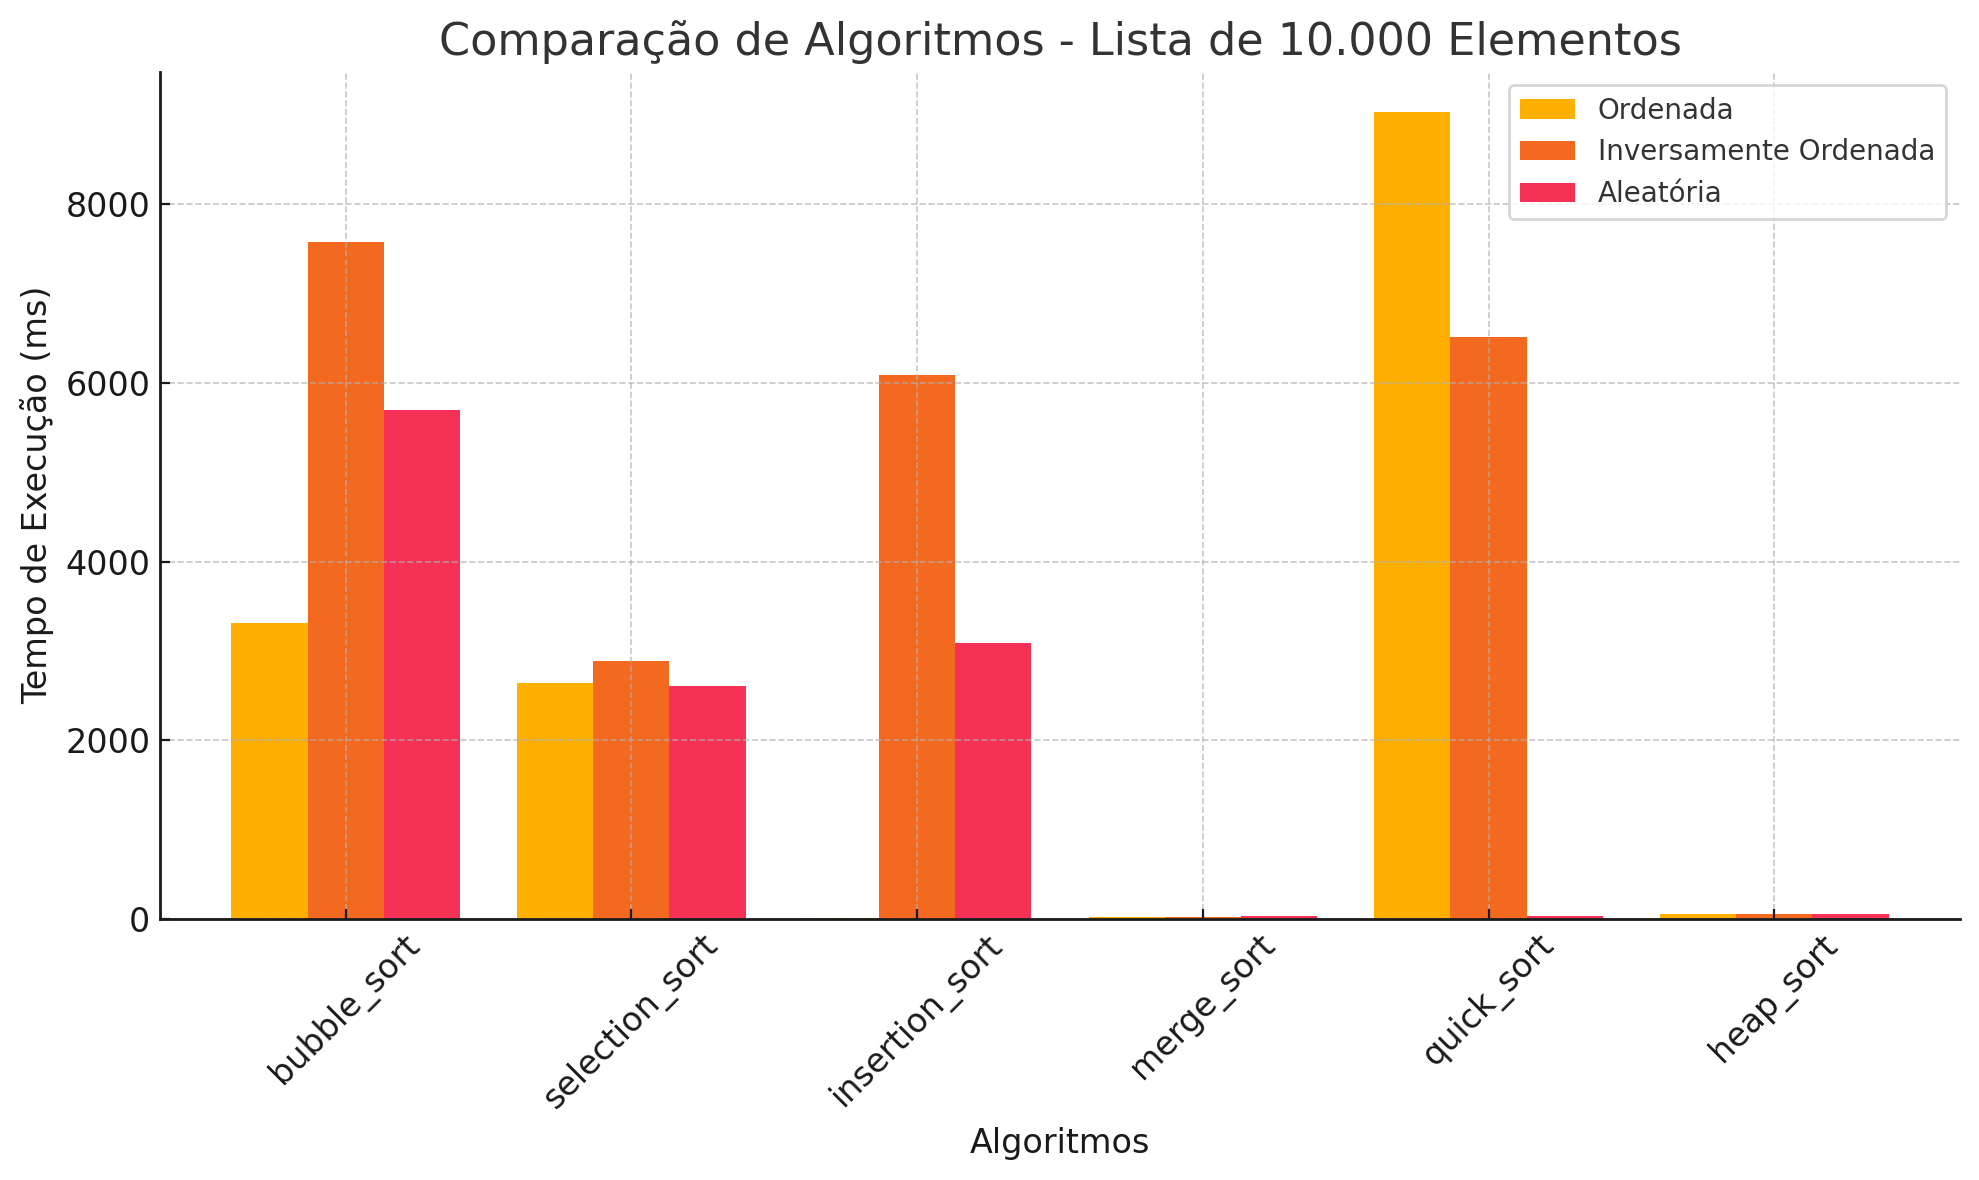 Comparação de Algoritmos - Lista de 10.000 Elementos
Ordenada
Inversamente Ordenada
Aleatória
Tempo de Execução (ms)
8000
6000
4000
2000
0
bubble_sort
selection_sort
insertion_sort
merge_sort
quick_sort
heap_sort
Algoritmos